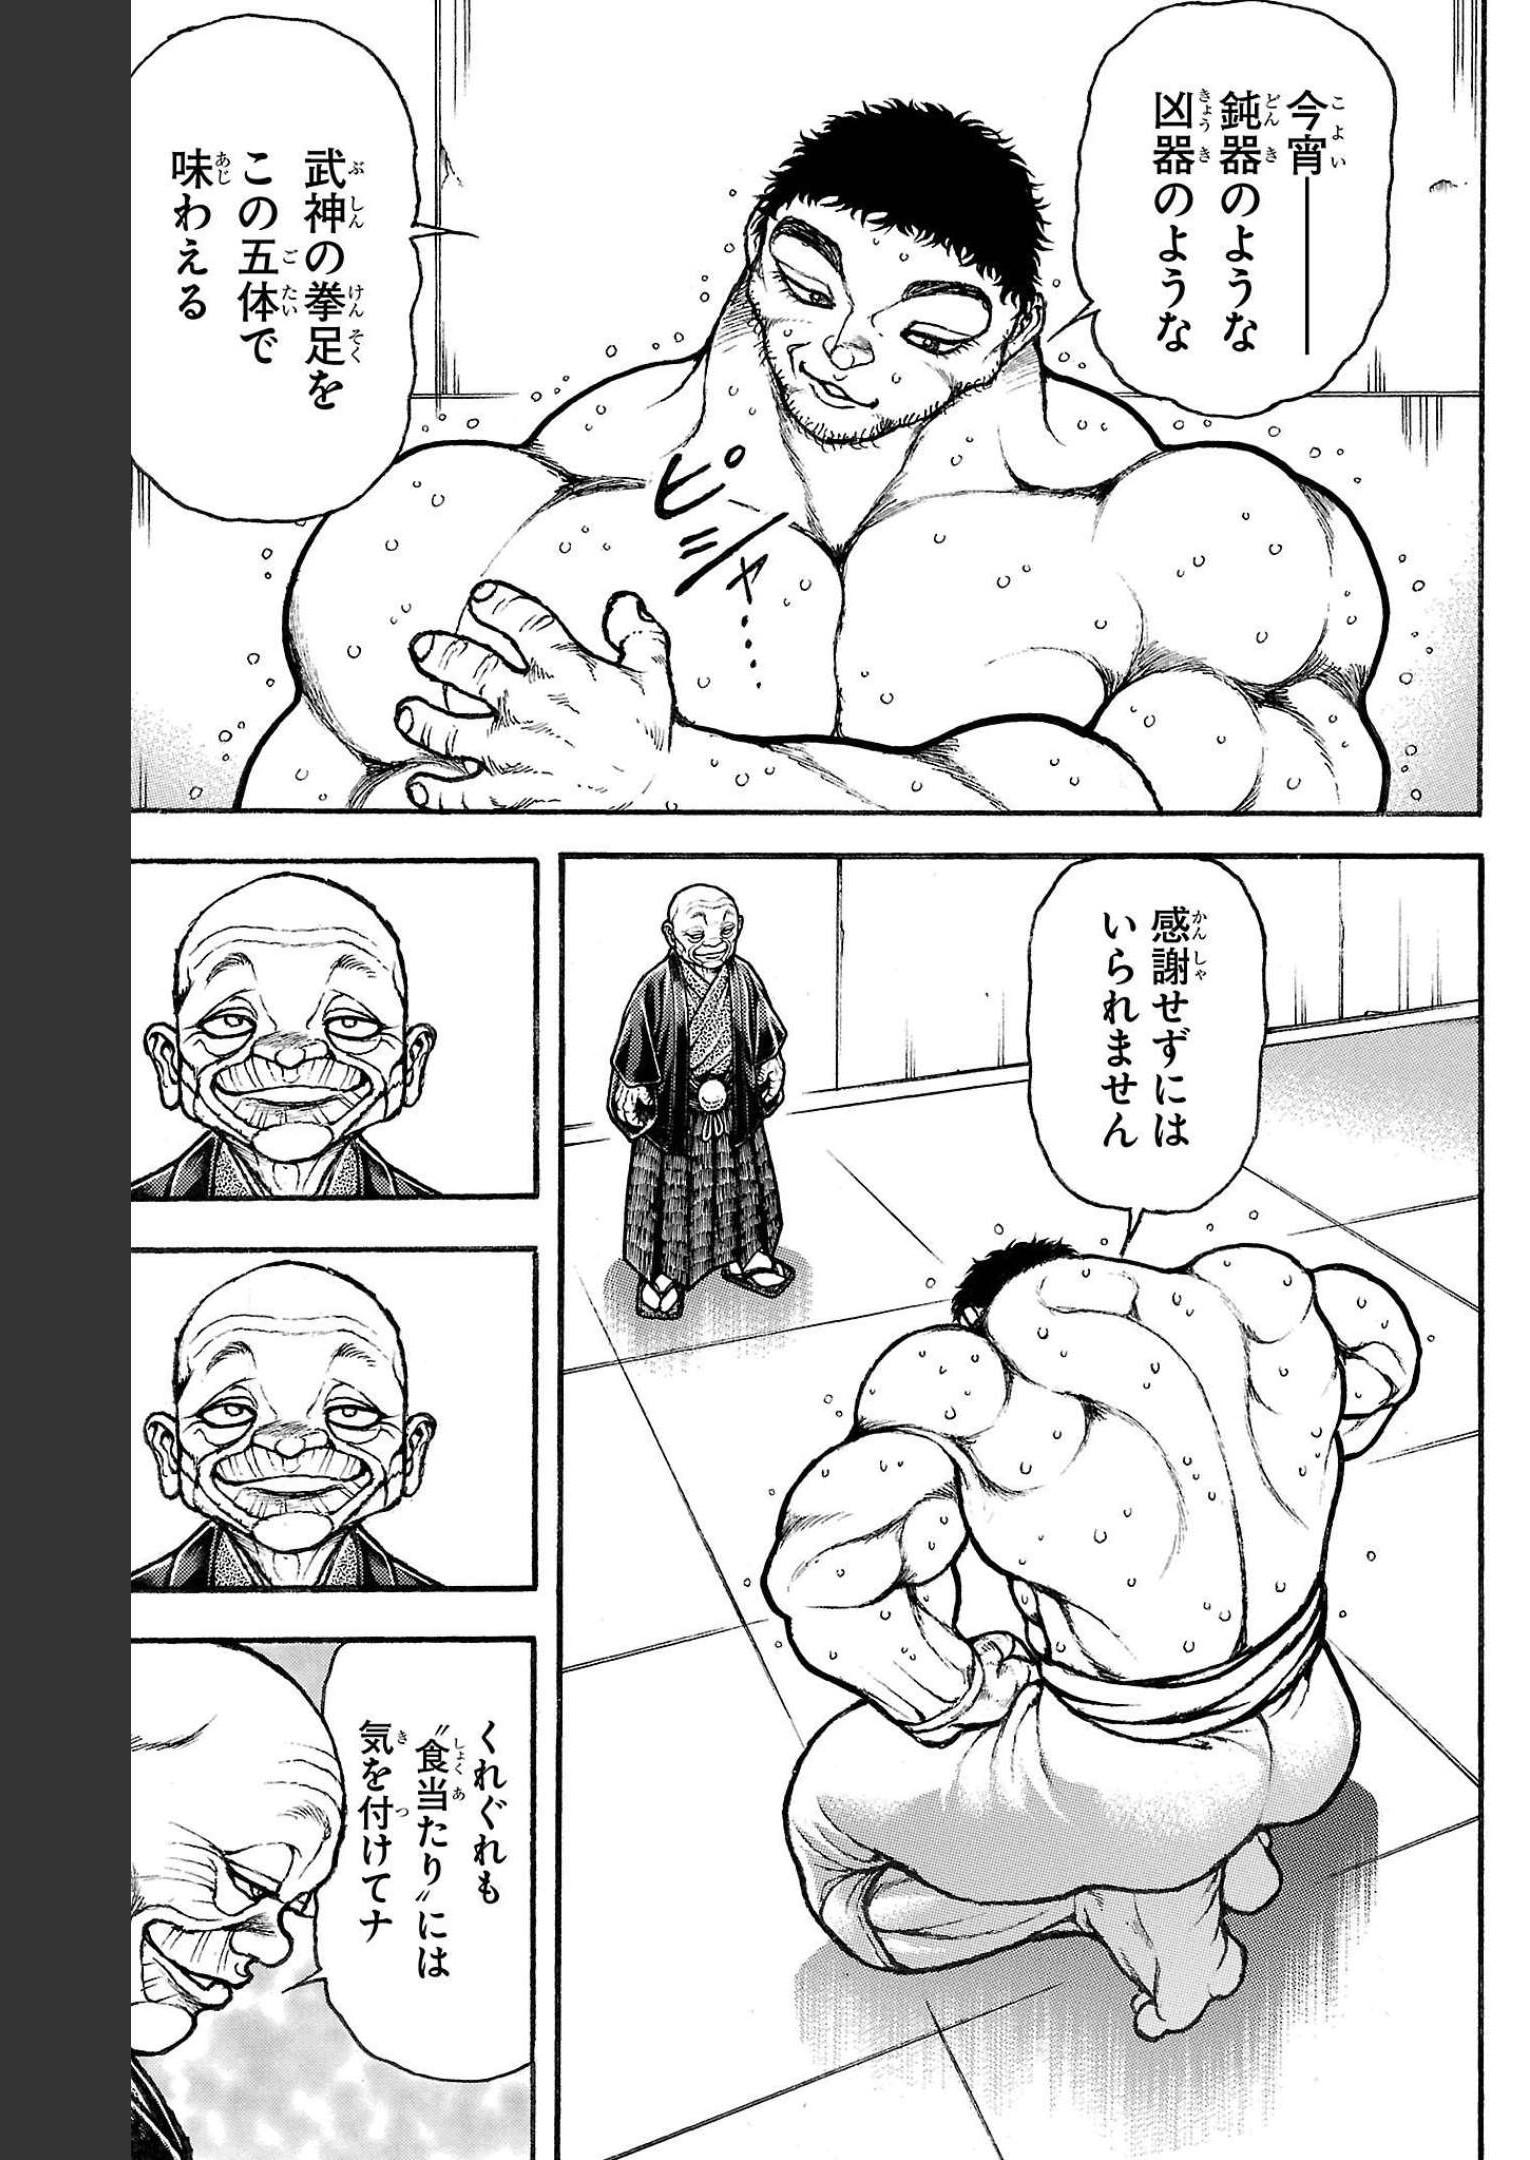 今宵――
鈍器のような
凶器のような
武神の拳足を
この五体で
味わえる
ピシャ……
感謝せずには
いられません
くれぐれも
〝食当たり〟には
気を付けてナ